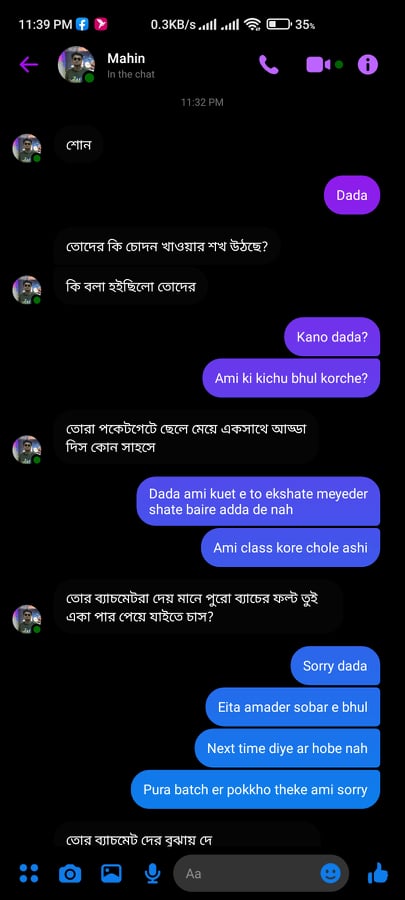 11:39 PM 0.3KB/s 35%
Mahin
In the chat
11:32 PM
শোন
Dada
তোদের কি চোদন খাওয়ার শখ উঠছে?
কি বলা হইছিলো তোদের
Kano dada?
Ami ki kichu bhul korche?
তোরা পকেটগেটে ছেলে মেয়ে একসাথে আড্ডা
দিস কোন সাহসে
Dada ami kuet e to ekshate meyeder
shate baire adda de nah
Ami class kore chole ashi
তোর ব্যাচমেটরা দেয় মানে পুরো ব্যাচের ফল্ট তুই
একা পার পেয়ে যাইতে চাস?
Sorry dada
Eita amader sobar e bhul
Next time diye ar hobe nah
Pura batch er pokkho theke ami sorry
তোর ব্যাচমেট দের বুঝায় দে
Aa